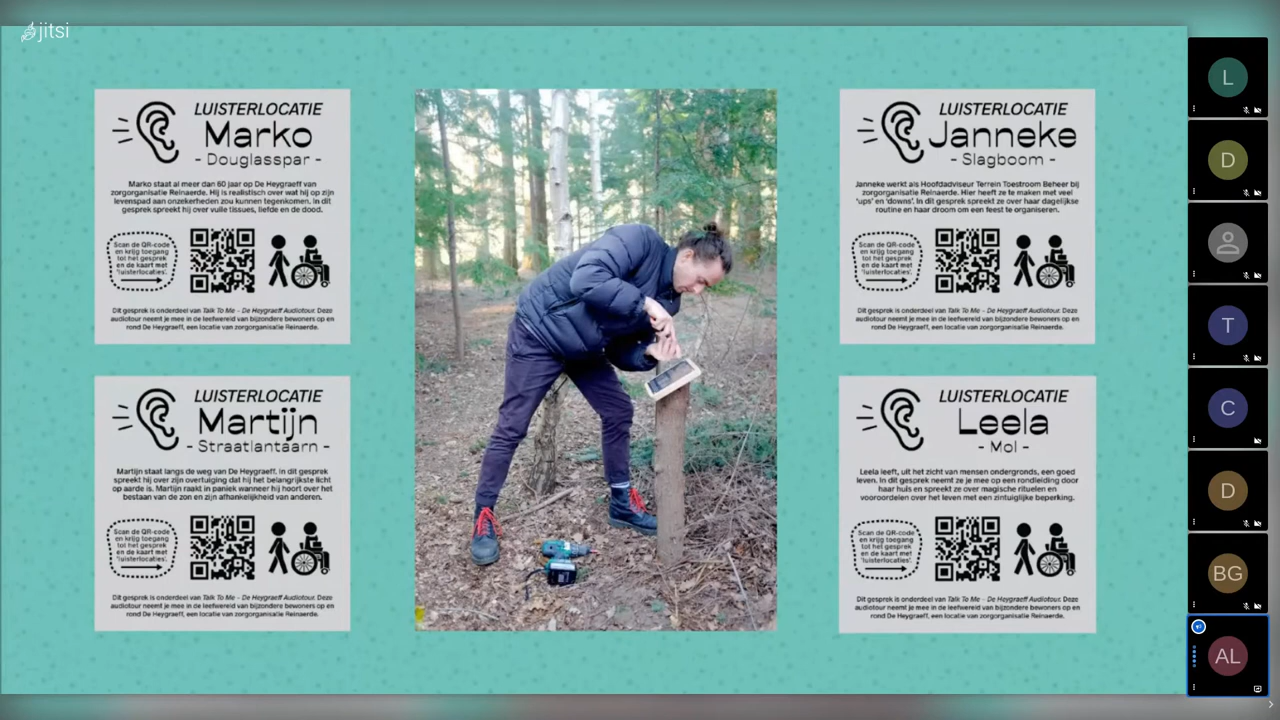 jitsi
LUISTERLOCATIE
Marko
- Douglasspar -
Marko staat al meer dan 60 jaar op De Heygraeff van
zorgorganisatie Reinaerde. Hij is realistisch over wat hij op zijn
levenspad aan onzekerheden zou kunnen tegenkomen. In dit
gesprek spreekt hij over vuile tissues, liefde en de dood.
Scan de QR-code
en krijg toegang
tot het gesprek
en de kaart met
'luisterlocaties'.
Dit gesprek is onderdeel van Talk To Me – De Heygraeff Audiotour. Deze
audiotour neemt je mee in de leefwereld van bijzondere bewoners op en
rond De Heygraeff, een locatie van zorgorganisatie Reinaerde.
LUISTERLOCATIE
Martijn
- Straatlantaarn -
Martijn staat langs de weg van De Heygraeff. In dit gesprek
spreekt hij over zijn overtuiging dat hij het belangrijkste licht
op aarde is. Martijn raakt in paniek wanneer hij hoort over het
bestaan van de zon en zijn afhankelijkheid van anderen.
Scan de QR-code
en krijg toegang
tot het gesprek
en de kaart met
'luisterlocaties'.
Dit gesprek is onderdeel van Talk To Me – De Heygraeff Audiotour. Deze
audiotour neemt je mee in de leefwereld van bijzondere bewoners op en
rond De Heygraeff, een locatie van zorgorganisatie Reinaerde.
LUISTERLOCATIE
Janneke
- Slagboom -
Janneke werkt als Hoofdadviseur Terrein Toestroom Beheer bij
zorgorganisatie Reinaerde. Hier heeft ze te maken met veel
'ups' en 'downs'. In dit gesprek spreekt ze over haar dagelijkse
routine en haar droom om een feest te organiseren.
Scan de QR-code
en krijg toegang
tot het gesprek
en de kaart met
'luisterlocaties'.
Dit gesprek is onderdeel van Talk To Me – De Heygraeff Audiotour. Deze
audiotour neemt je mee in de leefwereld van bijzondere bewoners op en
rond De Heygraeff, een locatie van zorgorganisatie Reinaerde.
LUISTERLOCATIE
Leela
- Mol -
Leela leeft, uit het zicht van mensen ondergronds, een goed
leven. In dit gesprek neemt ze je mee op een rondleiding door
haar huis en spreekt ze over magische rituelen en
vooroordelen over het leven met een zintuiglijke beperking.
Scan de QR-code
en krijg toegang
tot het gesprek
en de kaart met
'luisterlocaties'.
Dit gesprek is onderdeel van Talk To Me – De Heygraeff Audiotour. Deze
audiotour neemt je mee in de leefwereld van bijzondere bewoners op en
rond De Heygraeff, een locatie van zorgorganisatie Reinaerde.
L
D
T
C
D
BG
AL